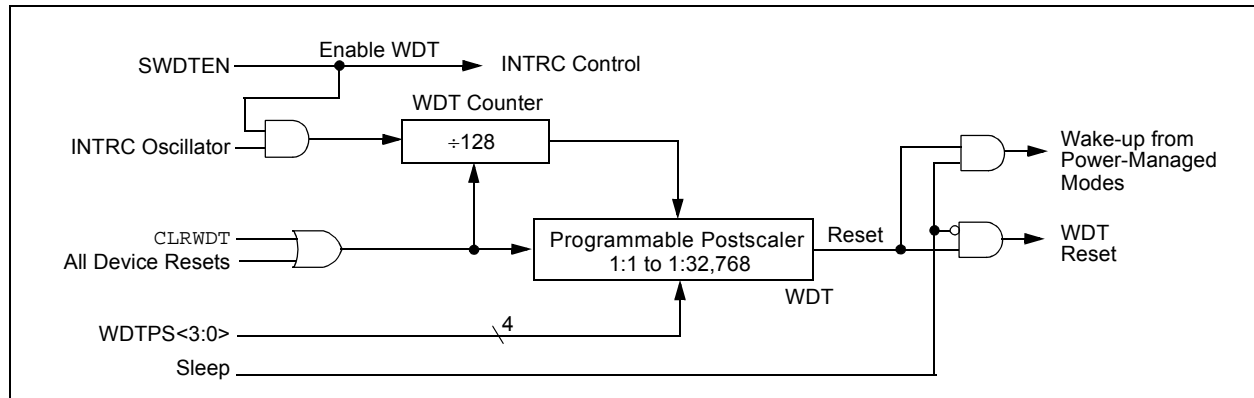 Enable WDT
SWDTEN
INTRC Control
WDT Counter
INTRC Oscillator
÷128
Wake-up from
Power-Managed
Modes
CLRWDT
All Device Resets
Programmable Postscaler
1:1 to 1:32,768
Reset
WDT
Reset
WDT
WDTPS<3:0>
4
Sleep